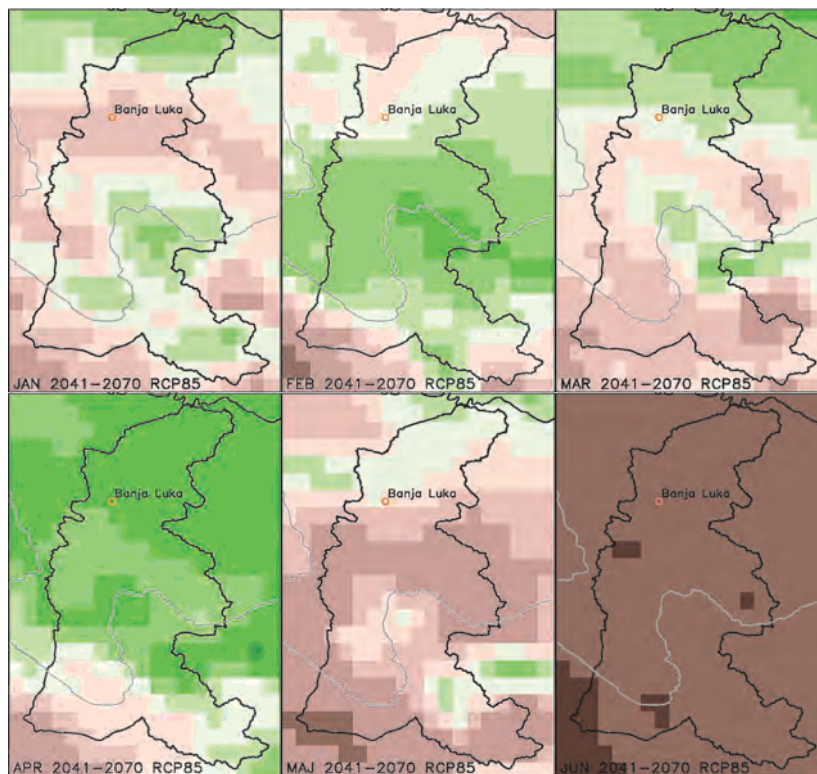 Banja Luka
JAN 2041-2070 RCP85
Banja Luka
FEB 2041-2070 RCP85
Banja Luka
MAR 2041-2070 RCP85
Banja Luka
APR 2041-2070 RCP85
Banja Luka
MAJ 2041-2070 RCP85
Banja Luka
JUN 2041-2070 RCP85